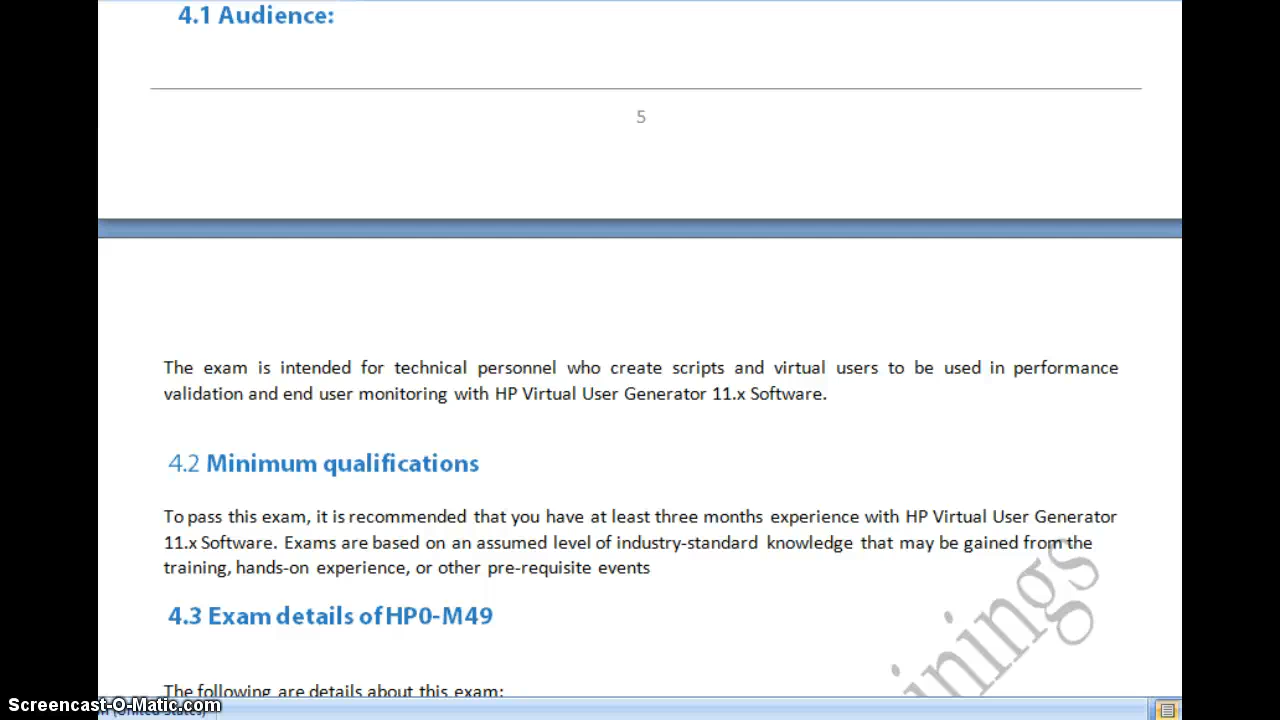 4.1 Audience:
5
The exam is intended for technical personnel who create scripts and virtual users to be used in performance
validation and end user monitoring with HP Virtual User Generator 11.x Software.
4.2 Minimum qualifications
To pass this exam, it is recommended that you have at least three months experience with HP Virtual User Generator
11.x Software. Exams are based on an assumed level of industry-standard knowledge that may be gained from the
training, hands-on experience, or other pre-requisite events
4.3 Exam details of HP0-M49
The following are details about this exam:
Screencast-O-Matic.com